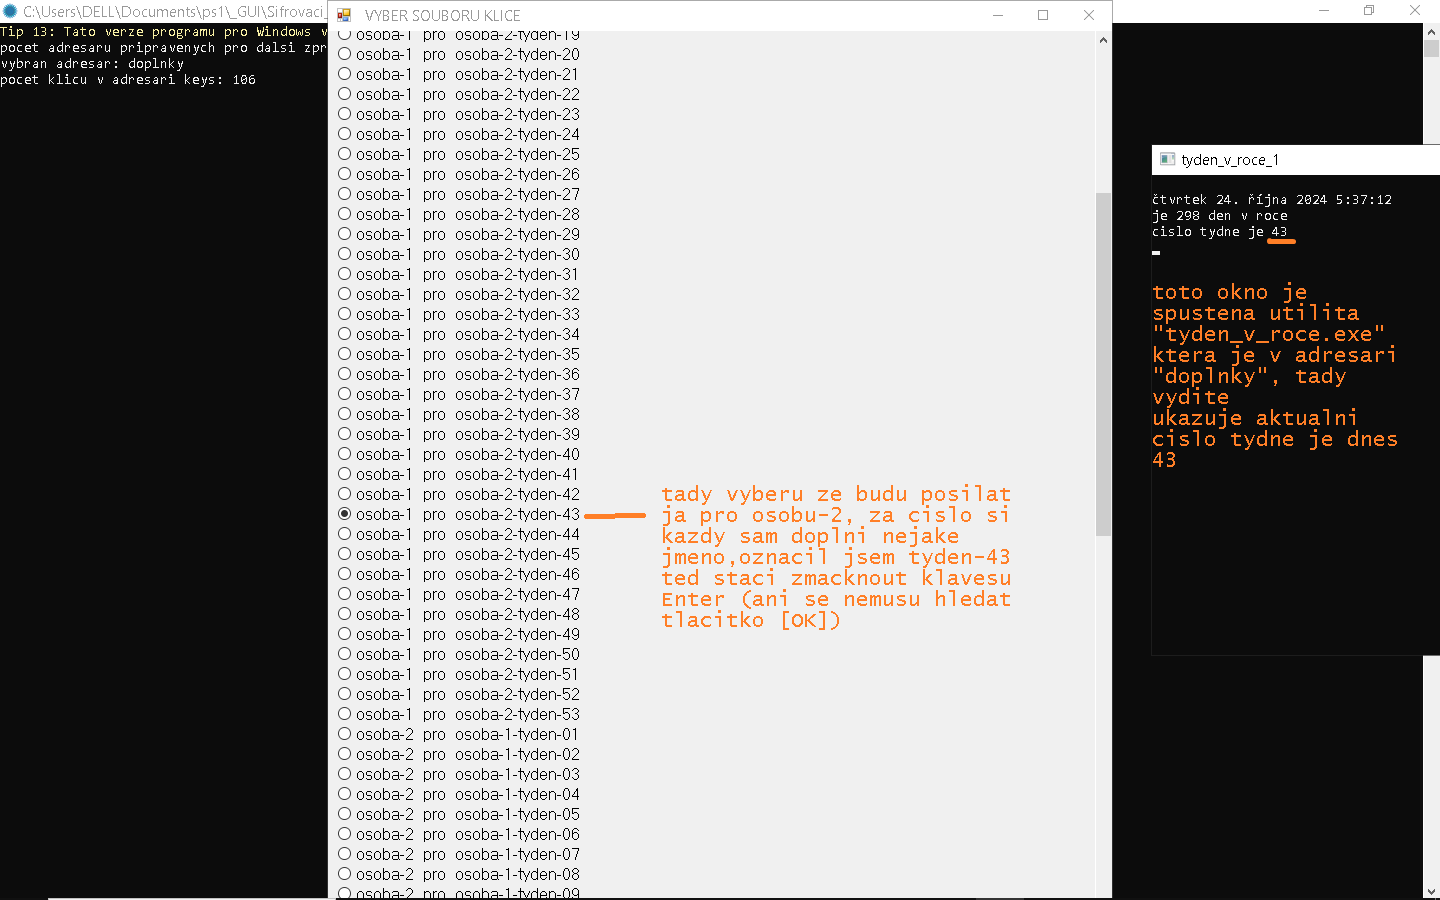 C:\Users\DELL\Documents\ps1\_GUI\Sifrovaci_
Tip 13: Tato verze programu pro Windows v
pocet adresaru pripravenych pro dalsi zpr
vybran adresar: doplnky
pocet klicu v adresari keys: 106
VYBER SOUBORU KLICE
osoba-1 pro osoba-2-tyden-19
osoba-1 pro osoba-2-tyden-20
osoba-1 pro osoba-2-tyden-21
osoba-1 pro osoba-2-tyden-22
osoba-1 pro osoba-2-tyden-23
osoba-1 pro osoba-2-tyden-24
osoba-1 pro osoba-2-tyden-25
osoba-1 pro osoba-2-tyden-26
osoba-1 pro osoba-2-tyden-27
osoba-1 pro osoba-2-tyden-28
osoba-1 pro osoba-2-tyden-29
osoba-1 pro osoba-2-tyden-30
osoba-1 pro osoba-2-tyden-31
osoba-1 pro osoba-2-tyden-32
osoba-1 pro osoba-2-tyden-33
osoba-1 pro osoba-2-tyden-34
osoba-1 pro osoba-2-tyden-35
osoba-1 pro osoba-2-tyden-36
osoba-1 pro osoba-2-tyden-37
osoba-1 pro osoba-2-tyden-38
osoba-1 pro osoba-2-tyden-39
osoba-1 pro osoba-2-tyden-40
osoba-1 pro osoba-2-tyden-41
osoba-1 pro osoba-2-tyden-42
osoba-1 pro osoba-2-tyden-43
osoba-1 pro osoba-2-tyden-44
osoba-1 pro osoba-2-tyden-45
osoba-1 pro osoba-2-tyden-46
osoba-1 pro osoba-2-tyden-47
osoba-1 pro osoba-2-tyden-48
osoba-1 pro osoba-2-tyden-49
osoba-1 pro osoba-2-tyden-50
osoba-1 pro osoba-2-tyden-51
osoba-1 pro osoba-2-tyden-52
osoba-1 pro osoba-2-tyden-53
osoba-2 pro osoba-1-tyden-01
osoba-2 pro osoba-1-tyden-02
osoba-2 pro osoba-1-tyden-03
osoba-2 pro osoba-1-tyden-04
osoba-2 pro osoba-1-tyden-05
osoba-2 pro osoba-1-tyden-06
osoba-2 pro osoba-1-tyden-07
osoba-2 pro osoba-1-tyden-08
osoba-2 pro osoba-1-tyden-09
tady vyberu ze budu posilat
ja pro osobu-2, za cislo si
kazdy sam doplni nejake
jmeno,oznacil jsem tyden-43
ted staci zmacknout klavesu
Enter (ani se nemusu hledat
tlacitko [OK])
tyden_v_roce_1
čtvrtek 24. října 2024 5:37:12
je 298 den v roce
cislo tydne je 43
toto okno je
spustena utilita
"tyden_v_roce.exe"
ktera je v adresari
"doplnky", tady
vydite
ukazuje aktualni
cislo tydne je dnes
43